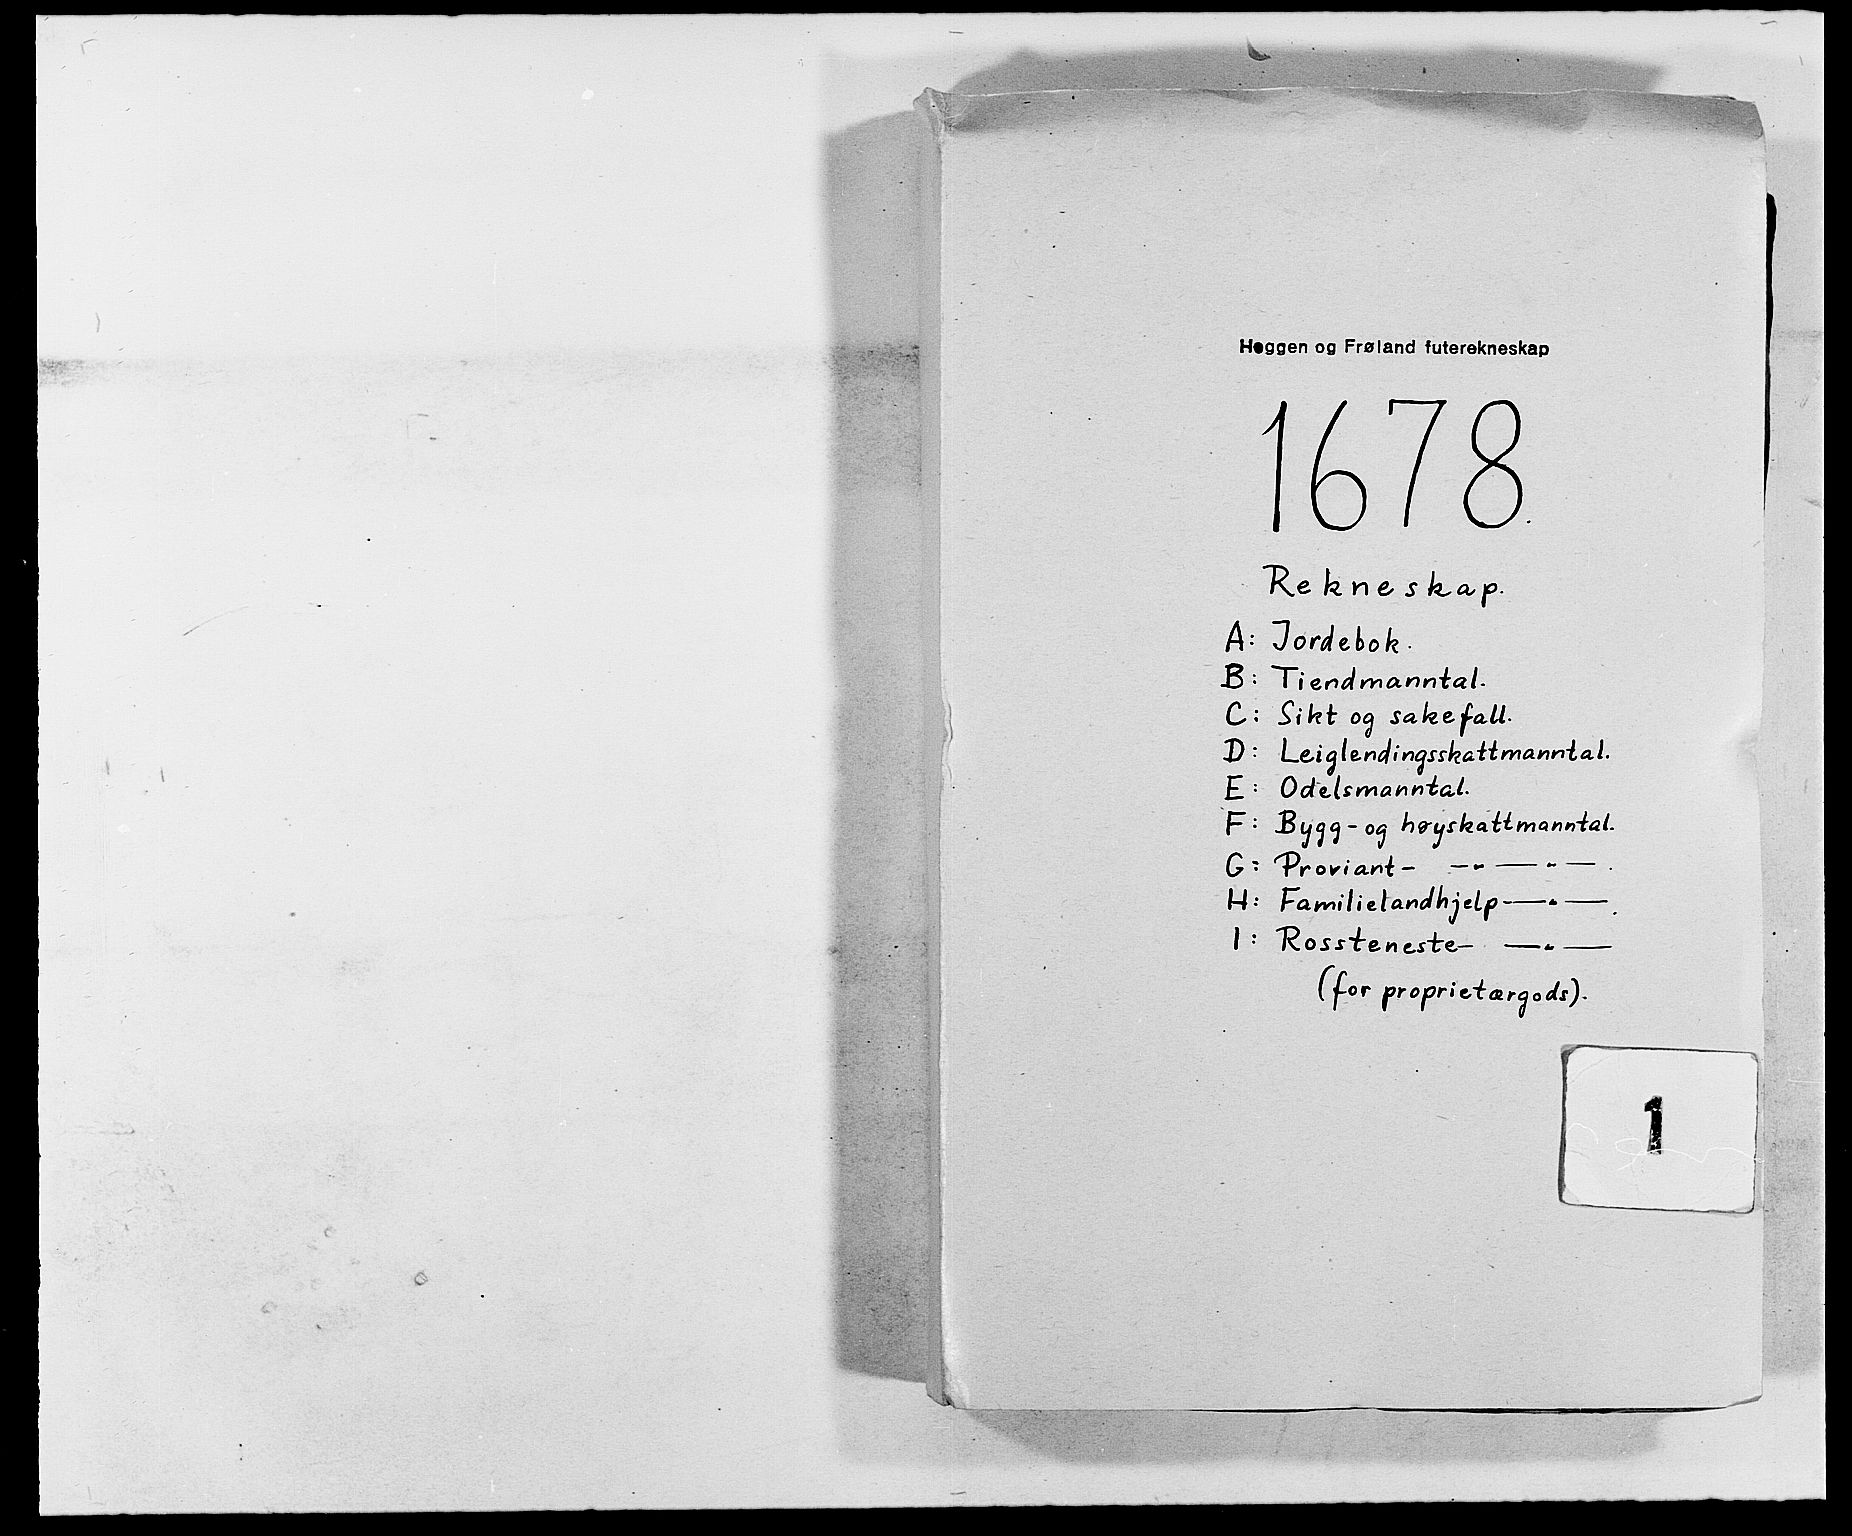 Heggen og Frøland futerekneskap
1678.
Rekneskap.
A: Jordebok.
B: Tiendmanntal.
C: Sikt og sakefall.
D: Leiglendingsskattmanntal.
E: Odelsmanntal.
F: Bygg- og høyskattmanntal.
G: Proviant- —„— „ — .
H: Familielandhjelp- — „ — .
I: Rossteneste- — „ —
(for proprietærgods).
1